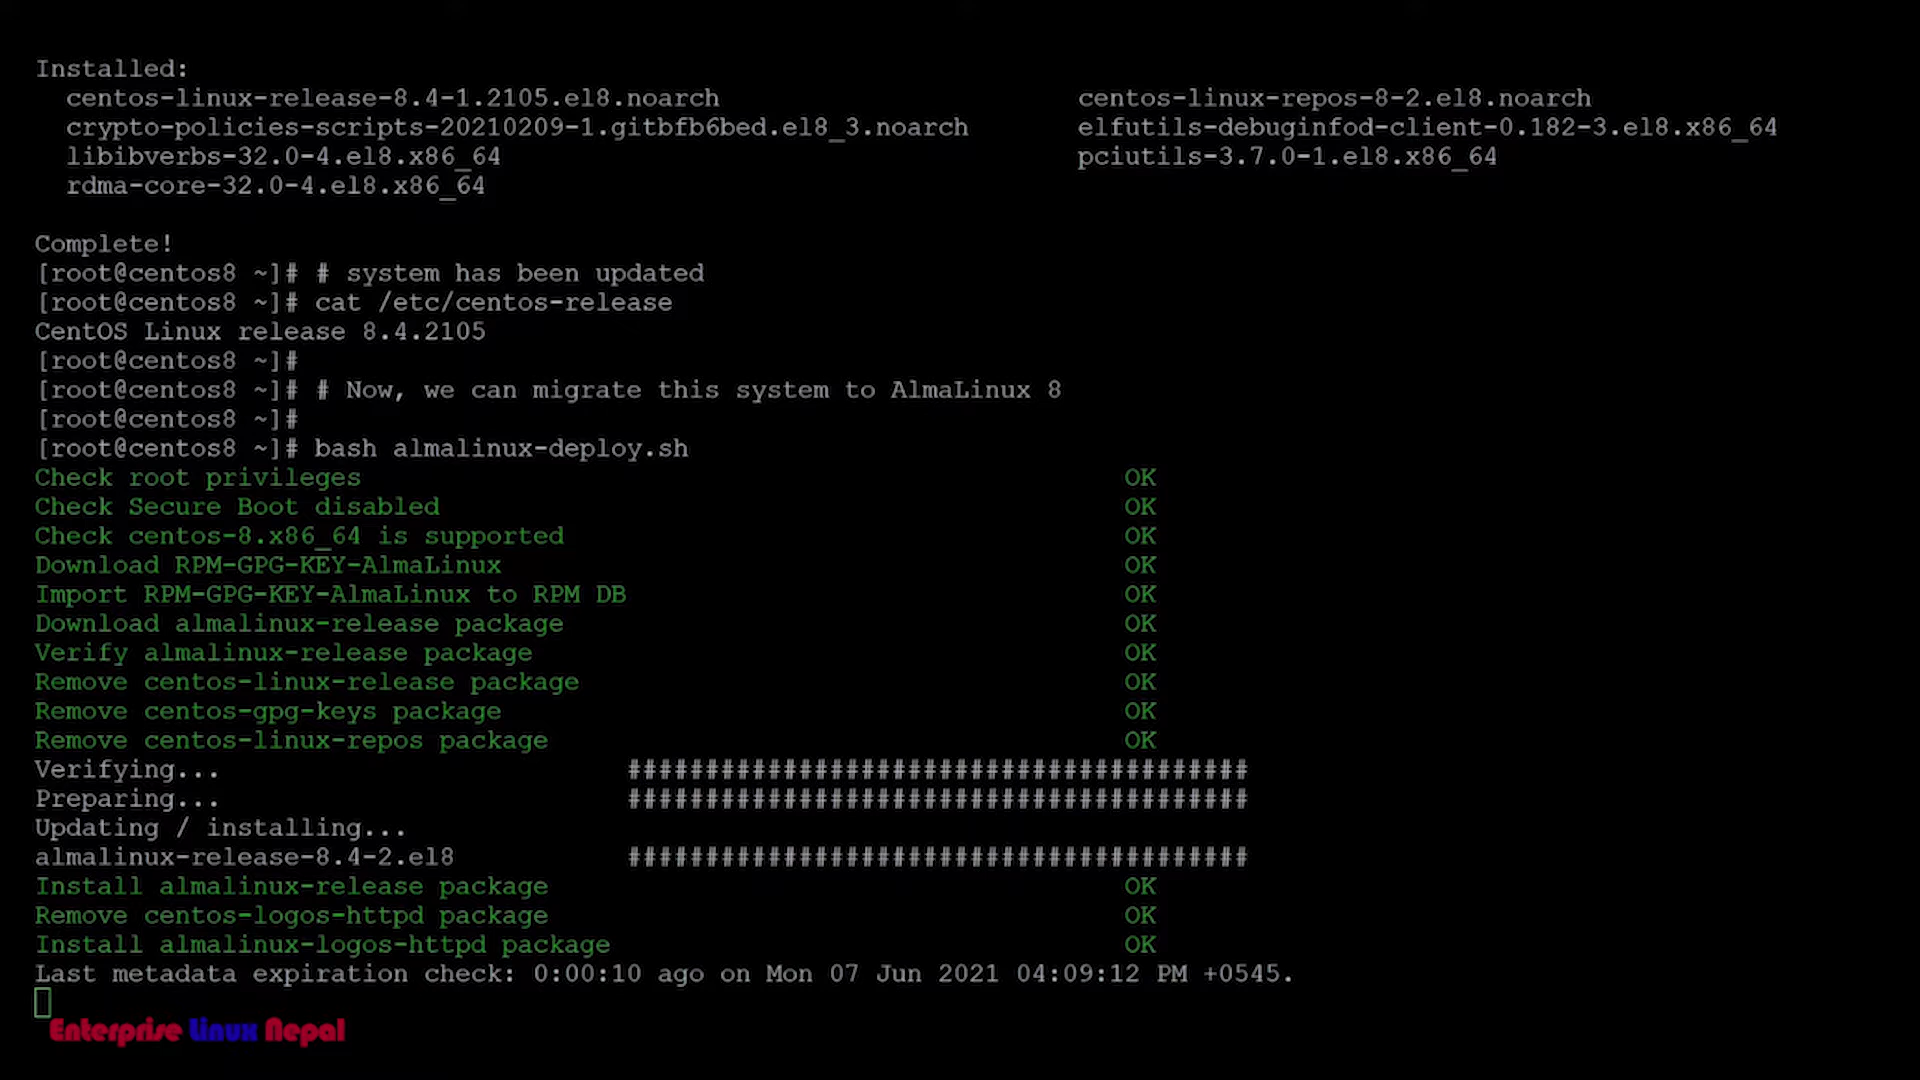 Installed:
centos-linux-release-8.4-1.2105.el8.noarch centos-linux-repos-8-2.el8.noarch
crypto-policies-scripts-20210209-1.gitbfb6bed.el8_3.noarch elfutils-debuginfod-client-0.182-3.el8.x86_64
libibverbs-32.0-4.el8.x86_64 pciutils-3.7.0-1.el8.x86_64
rdma-core-32.0-4.el8.x86_64
Complete!
[root@centos8 ~]# # system has been updated
[root@centos8 ~]# cat /etc/centos-release
CentOS Linux release 8.4.2105
[root@centos8 ~]#
[root@centos8 ~]# # Now, we can migrate this system to AlmaLinux 8
[root@centos8 ~]#
[root@centos8 ~]# bash almalinux-deploy.sh
Check root privileges OK
Check Secure Boot disabled OK
Check centos-8.x86_64 is supported OK
Download RPM-GPG-KEY-AlmaLinux OK
Import RPM-GPG-KEY-AlmaLinux to RPM DB OK
Download almalinux-release package OK
Verify almalinux-release package OK
Remove centos-linux-release package OK
Remove centos-gpg-keys package OK
Remove centos-linux-repos package OK
Verifying... ########################################
Preparing... ########################################
Updating / installing...
almalinux-release-8.4-2.el8 ########################################
Install almalinux-release package OK
Remove centos-logos-httpd package OK
Install almalinux-logos-httpd package OK
Last metadata expiration check: 0:00:10 ago on Mon 07 Jun 2021 04:09:12 PM +0545.
Enterprise Linux Nepal